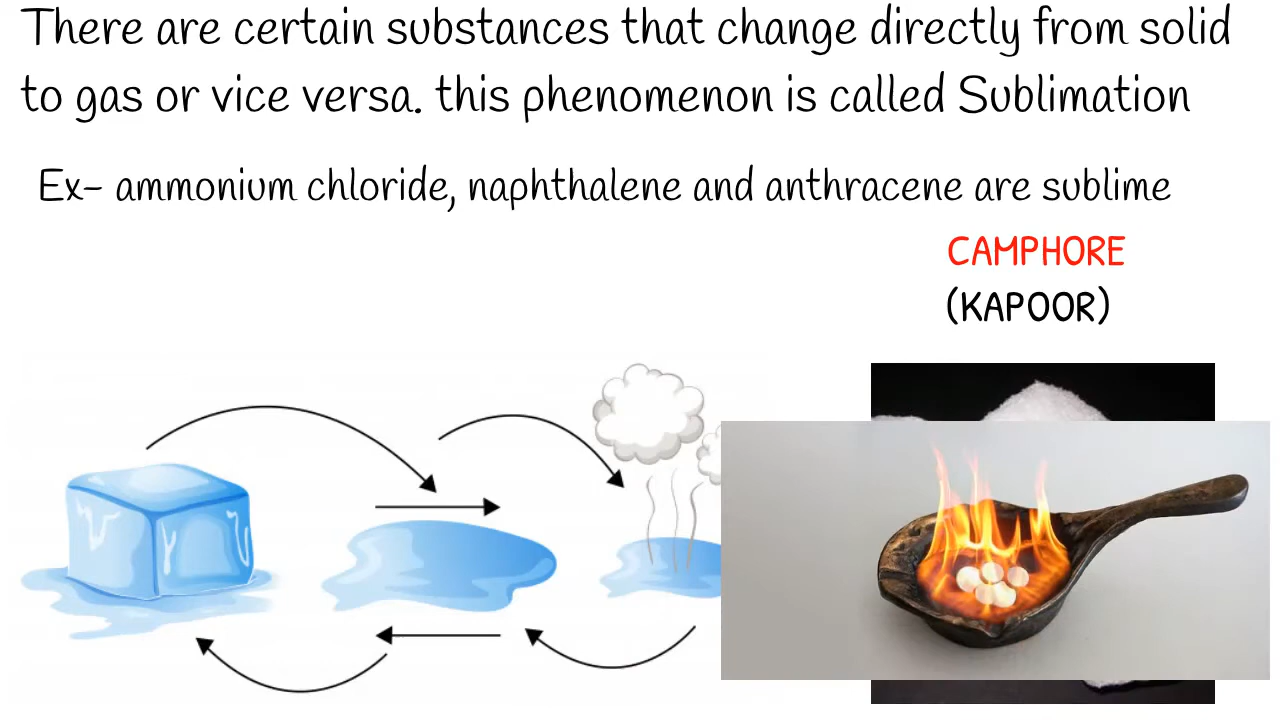 There are certain substances that change directly from solid
to gas or vice versa. this phenomenon is called Sublimation
Ex- ammonium chloride, naphthalene and anthracene are sublime
CAMPHORE
(KAPOOR)